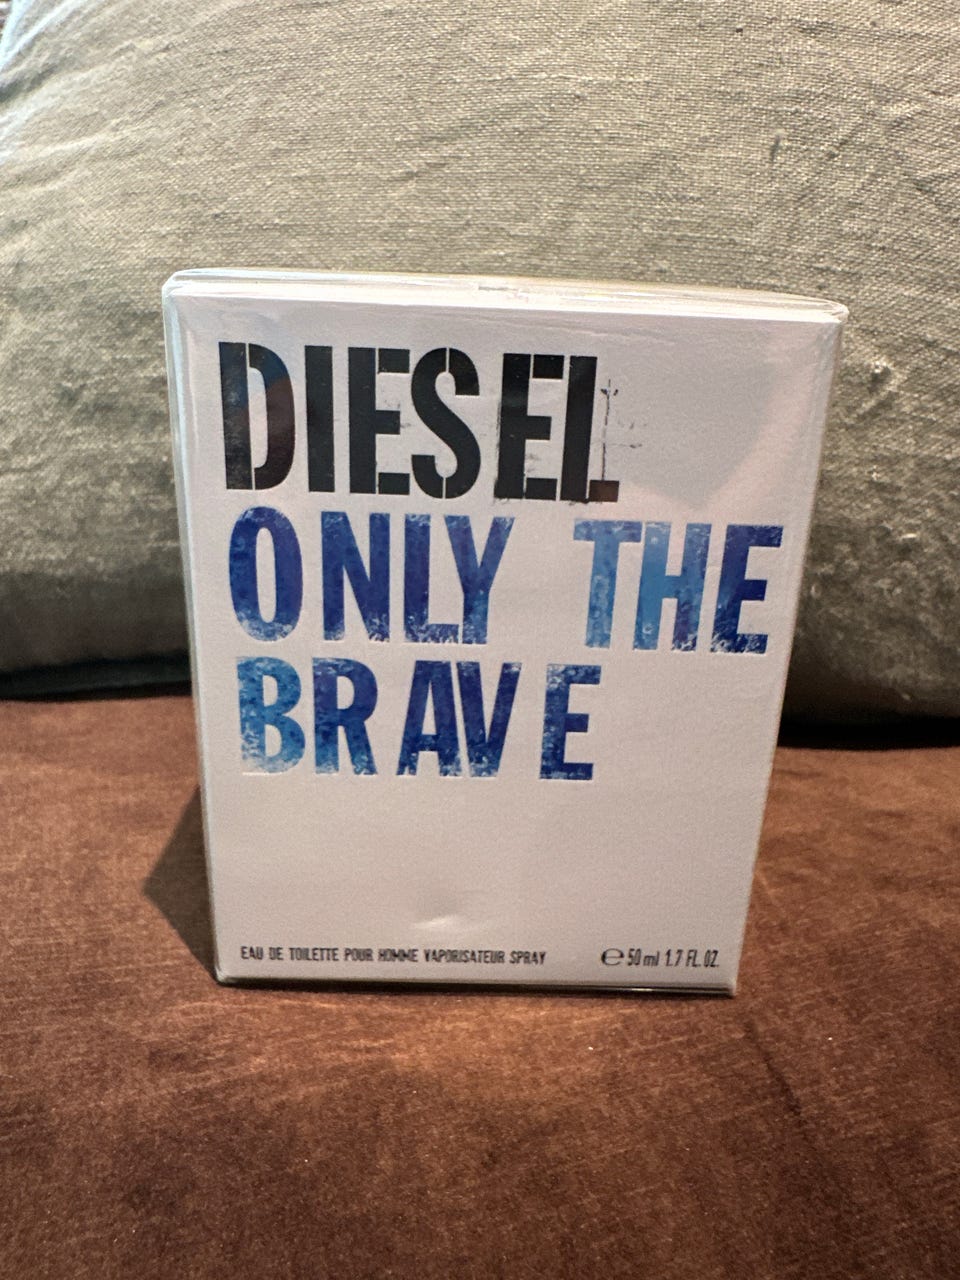 DIESEL
ONLY THE
BRAVE
EAU DE TOILETTE POUR HOMME VAPORISATEUR SPRAY
℮ 50 ml 1.7 FL. OZ.